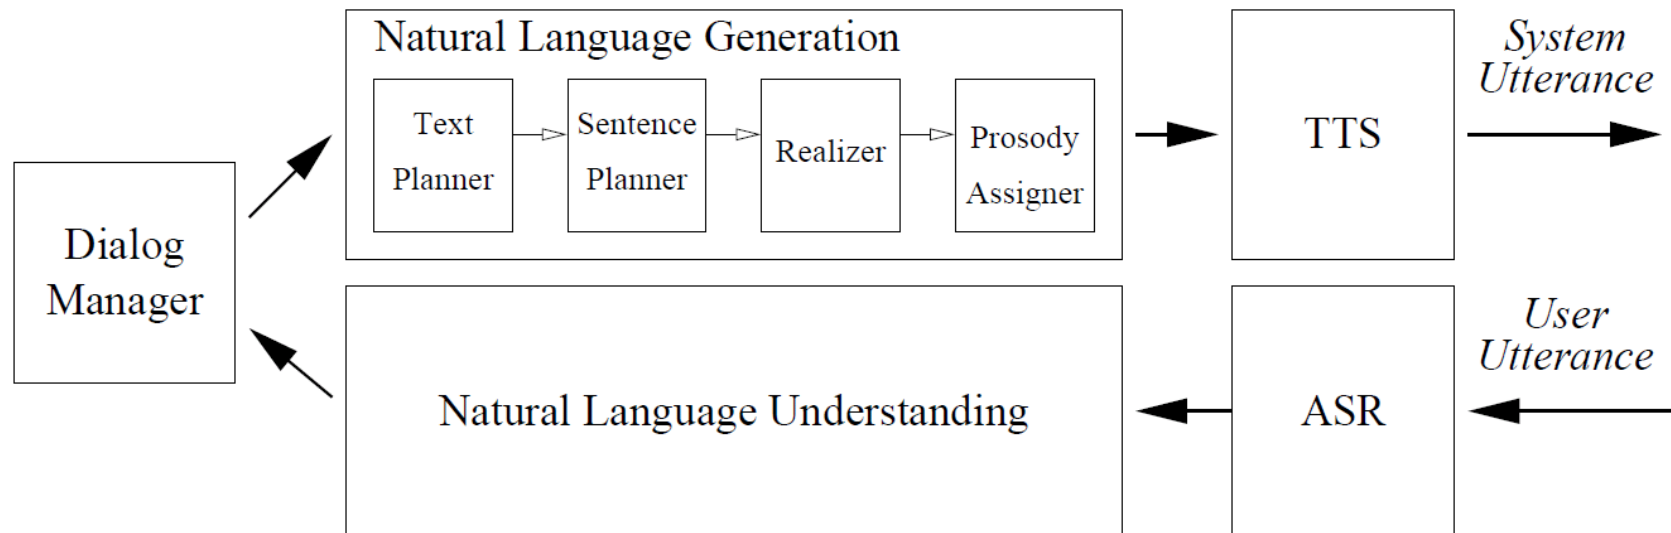 Natural Language Generation
Text
Planner
Sentence
Planner
Realizer
Prosody
Assigner
TTS
System
Utterance
Dialog
Manager
Natural Language Understanding
ASR
User
Utterance